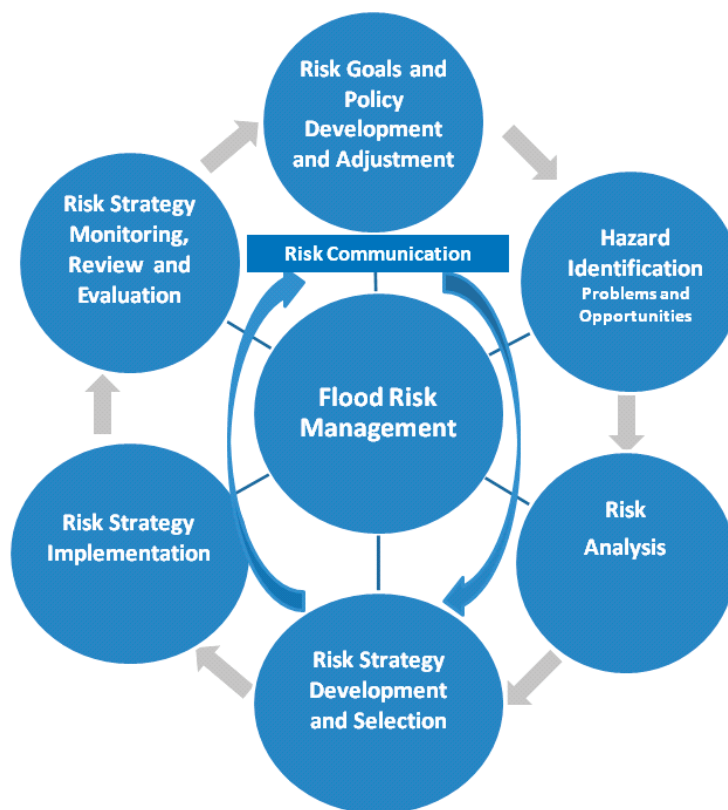 Risk Goals and
Policy
Development
and Adjustment
Hazard
Identification
Problems and
Opportunities
Risk
Analysis
Risk Strategy
Development
and Selection
Risk Strategy
Implementation
Risk Strategy
Monitoring,
Review and
Evaluation
Risk Communication
Flood Risk
Management